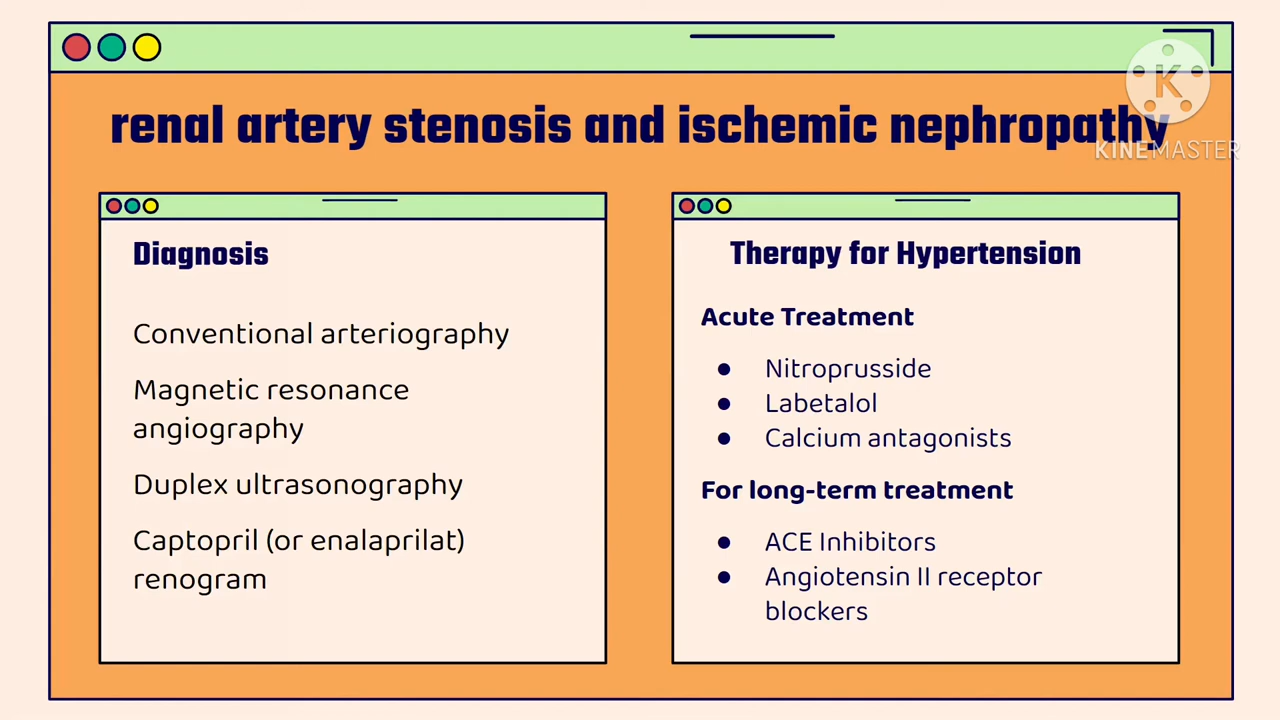 renal artery stenosis and ischemic nephropathy
K
KINEMASTER
Diagnosis
Conventional arteriography
Magnetic resonance
angiography
Duplex ultrasonography
Captopril (or enalaprilat)
renogram
Therapy for Hypertension
Acute Treatment
● Nitroprusside
● Labetalol
● Calcium antagonists
For long-term treatment
● ACE Inhibitors
● Angiotensin II receptor
blockers